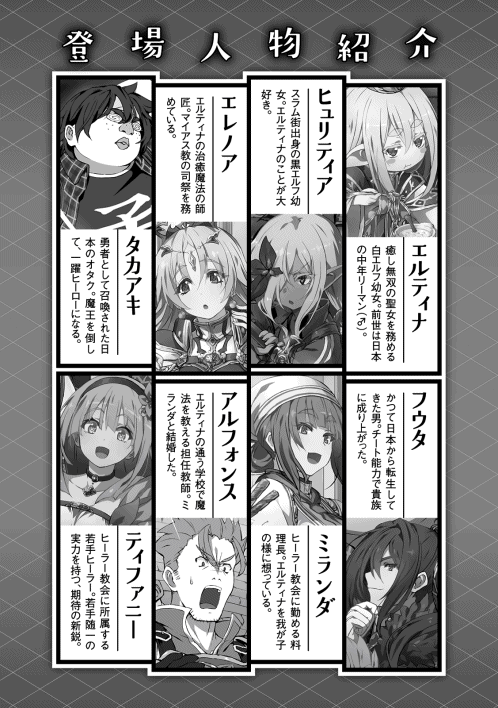 登場人物紹介
エルティナ
癒し無双の聖女を務める
白エルフ幼女。前世は日本
の中年リーマン(♂)。
ヒュリティア
スラム街出身の黒エルフ幼
女。エルティナのことが大
好き。
エレノア
エルティナの治癒魔法の師
匠。マイアス教の司祭を務
めている。
タカアキ
勇者として召喚された日
本のオタク。魔王を倒し
て、一躍ヒーローになる。
フウタ
かつて日本から転生して
きた男。チート能力で貴族
に成り上がった。
ミランダ
ヒーラー教会に勤める料
理長。エルティナを我が子
の様に想っている。
アルフォンス
エルティナの通う学校で魔
法を教える担任教師。ミ
ランダと結婚した。
ティファニー
ヒーラー教会に所属する
若手ヒーラー。若手随一の
実力を持つ、期待の新鋭。